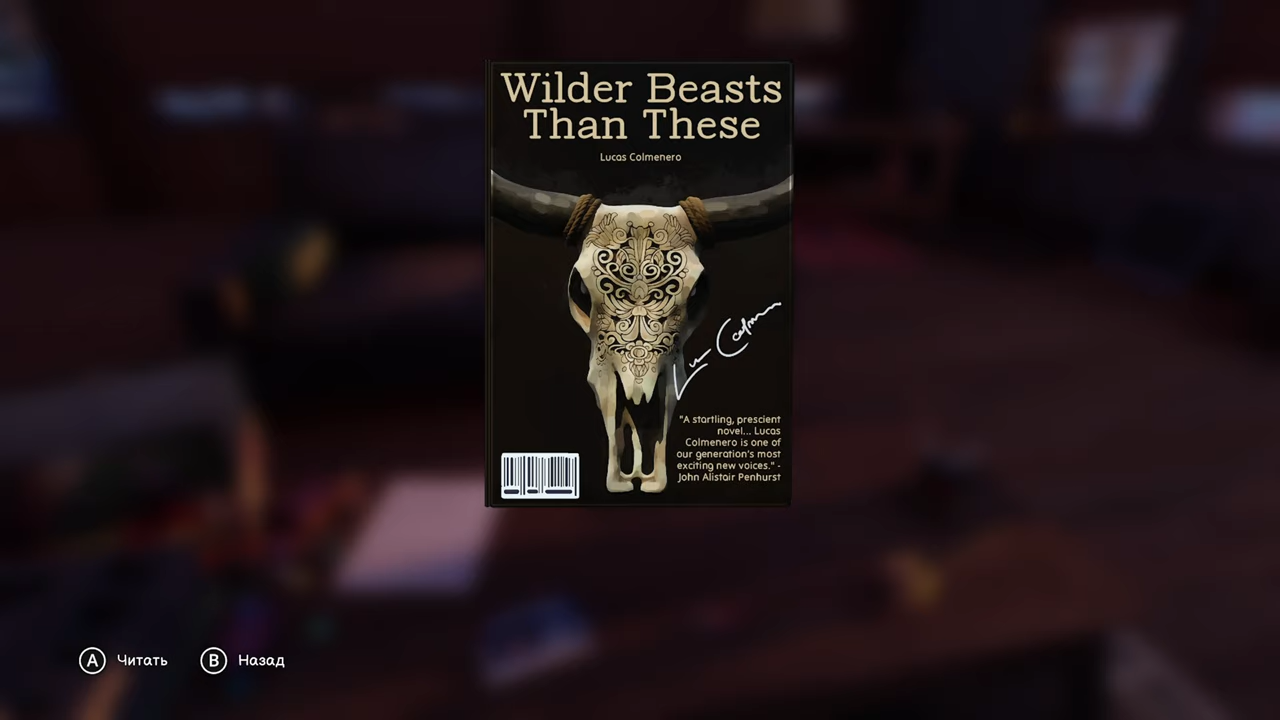 Wilder Beasts
Than These
Lucas Colmenero
"A startling, prescient
novel... Lucas
Colmenero is one of
our generation's most
exciting new voices." -
John Alistair Penhurst
A Читать B Назад